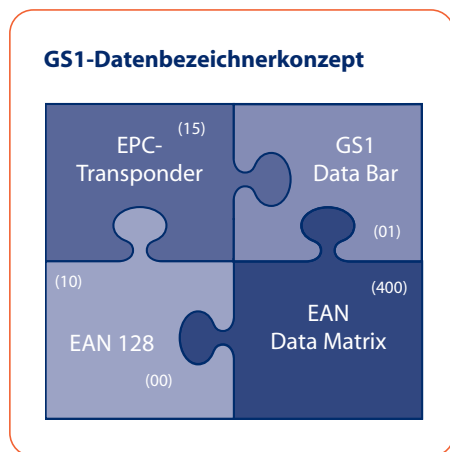 GS1-Datenbezeichnerkonzept
(15)
EPC-
Transponder
GS1
Data Bar
(01)
(10)
EAN 128
(00)
(400)
EAN
Data Matrix